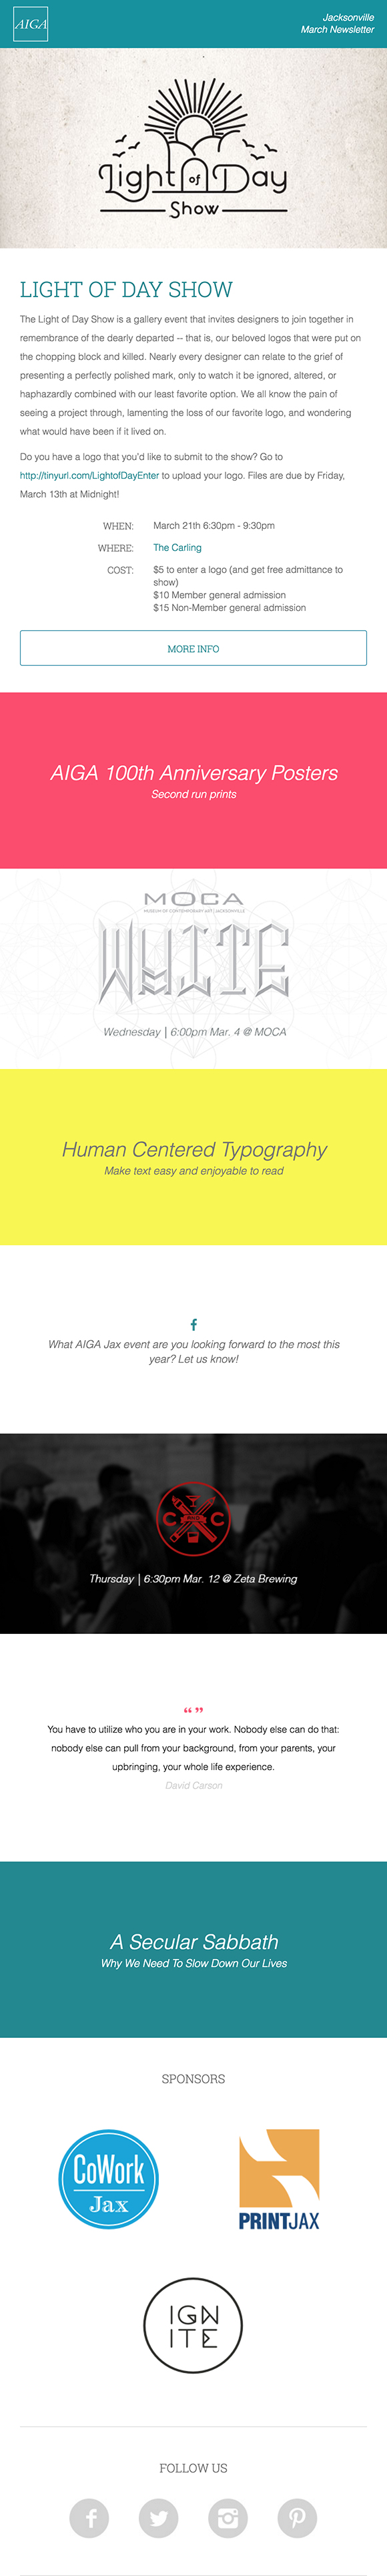 AIGA
Jacksonville
March Newsletter
Light of Day
Show
LIGHT OF DAY SHOW
The Light of Day Show is a gallery event that invites designers to join together in
remembrance of the dearly departed -- that is, our beloved logos that were put on
the chopping block and killed. Nearly every designer can relate to the grief of
presenting a perfectly polished mark, only to watch it be ignored, altered, or
haphazardly combined with our least favorite option. We all know the pain of
seeing a project through, lamenting the loss of our favorite logo, and wondering
what would have been if it lived on.
Do you have a logo that you'd like to submit to the show? Go to
http://tinyurl.com/LightofDayEnter to upload your logo. Files are due by Friday,
March 13th at Midnight!
WHEN: March 21th 6:30pm - 9:30pm
WHERE: The Carling
COST: $5 to enter a logo (and get free admittance to
show)
$10 Member general admission
$15 Non-Member general admission
MORE INFO
AIGA 100th Anniversary Posters
Second run prints
MOCA
MUSEUM OF CONTEMPORARY ART | JACKSONVILLE
WHITE
Wednesday | 6:00pm Mar. 4 @ MOCA
Human Centered Typography
Make text easy and enjoyable to read
What AIGA Jax event are you looking forward to the most this
year? Let us know!
C AND C
Thursday | 6:30pm Mar. 12 @ Zeta Brewing
“ ”
You have to utilize who you are in your work. Nobody else can do that:
nobody else can pull from your background, from your parents, your
upbringing, your whole life experience.
David Carson
A Secular Sabbath
Why We Need To Slow Down Our Lives
SPONSORS
CoWork
Jax
PRINTJAX
IGN
ITE
FOLLOW US